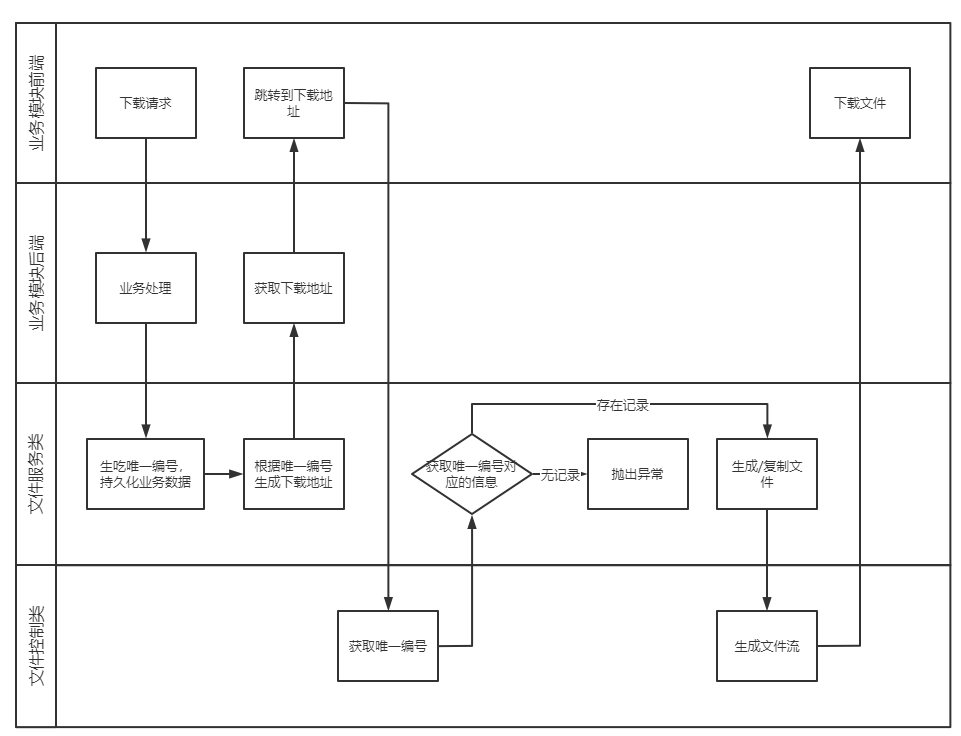 业务模块前端
下载请求
跳转到下载地
址
下载文件
业务模块后端
业务处理
获取下载地址
文件服务类
存在记录
生吃唯一编号，
持久化业务数据
根据唯一编号
生成下载地址
获取唯一编号对
应的信息
无记录
抛出异常
生成/复制文
件
文件控制类
获取唯一编号
生成文件流